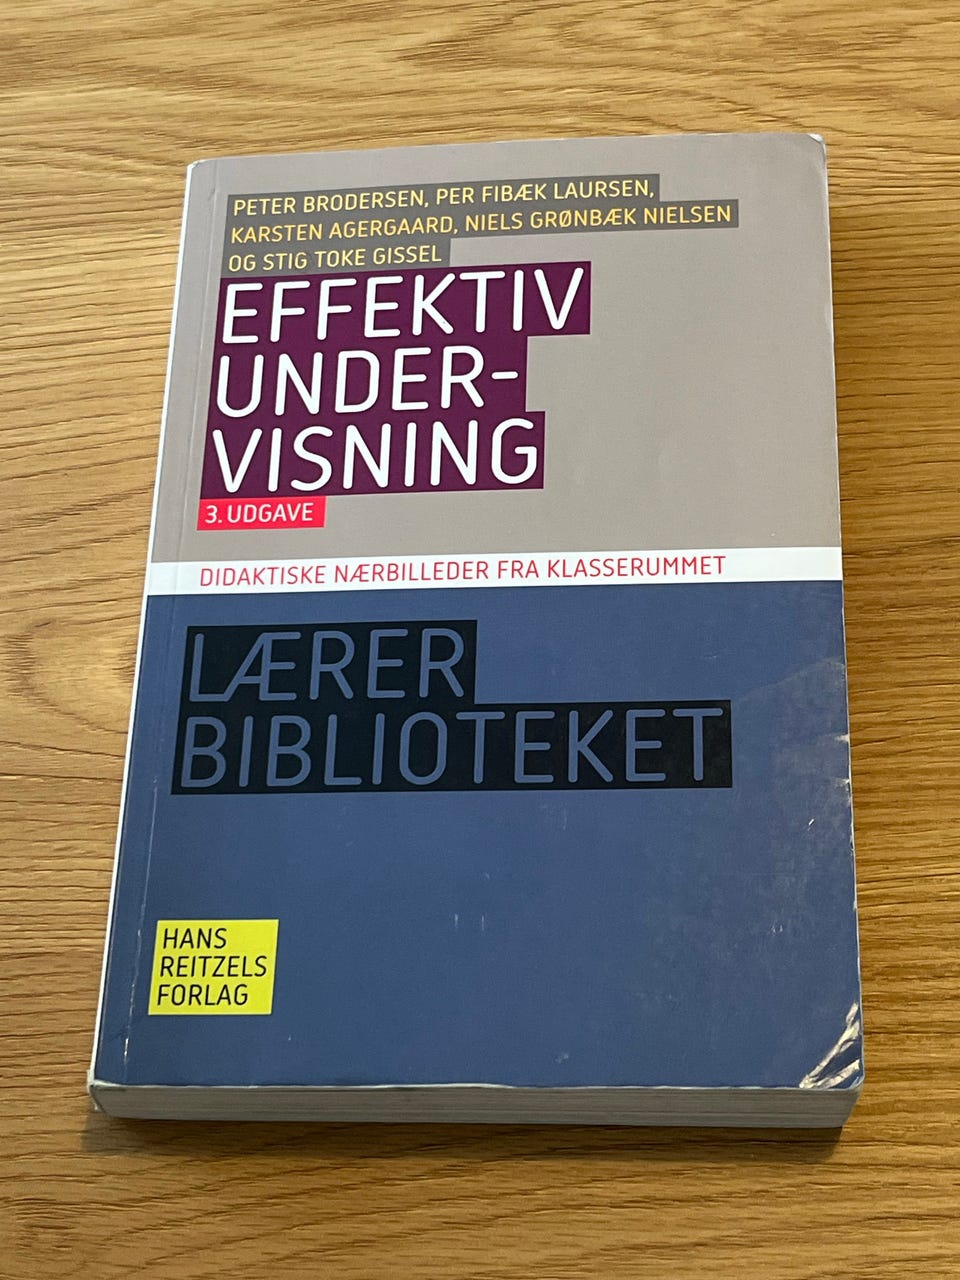 PETER BRODERSEN, PER FIBÆK LAURSEN,
KARSTEN AGERGAARD, NIELS GRØNBÆK NIELSEN
OG STIG TOKE GISSEL
EFFEKTIV
UNDER-
VISNING
3. UDGAVE
DIDAKTISKE NÆRBILLEDER FRA KLASSERUMMET
LÆRER
BIBLIOTEKET
HANS
REITZELS
FORLAG